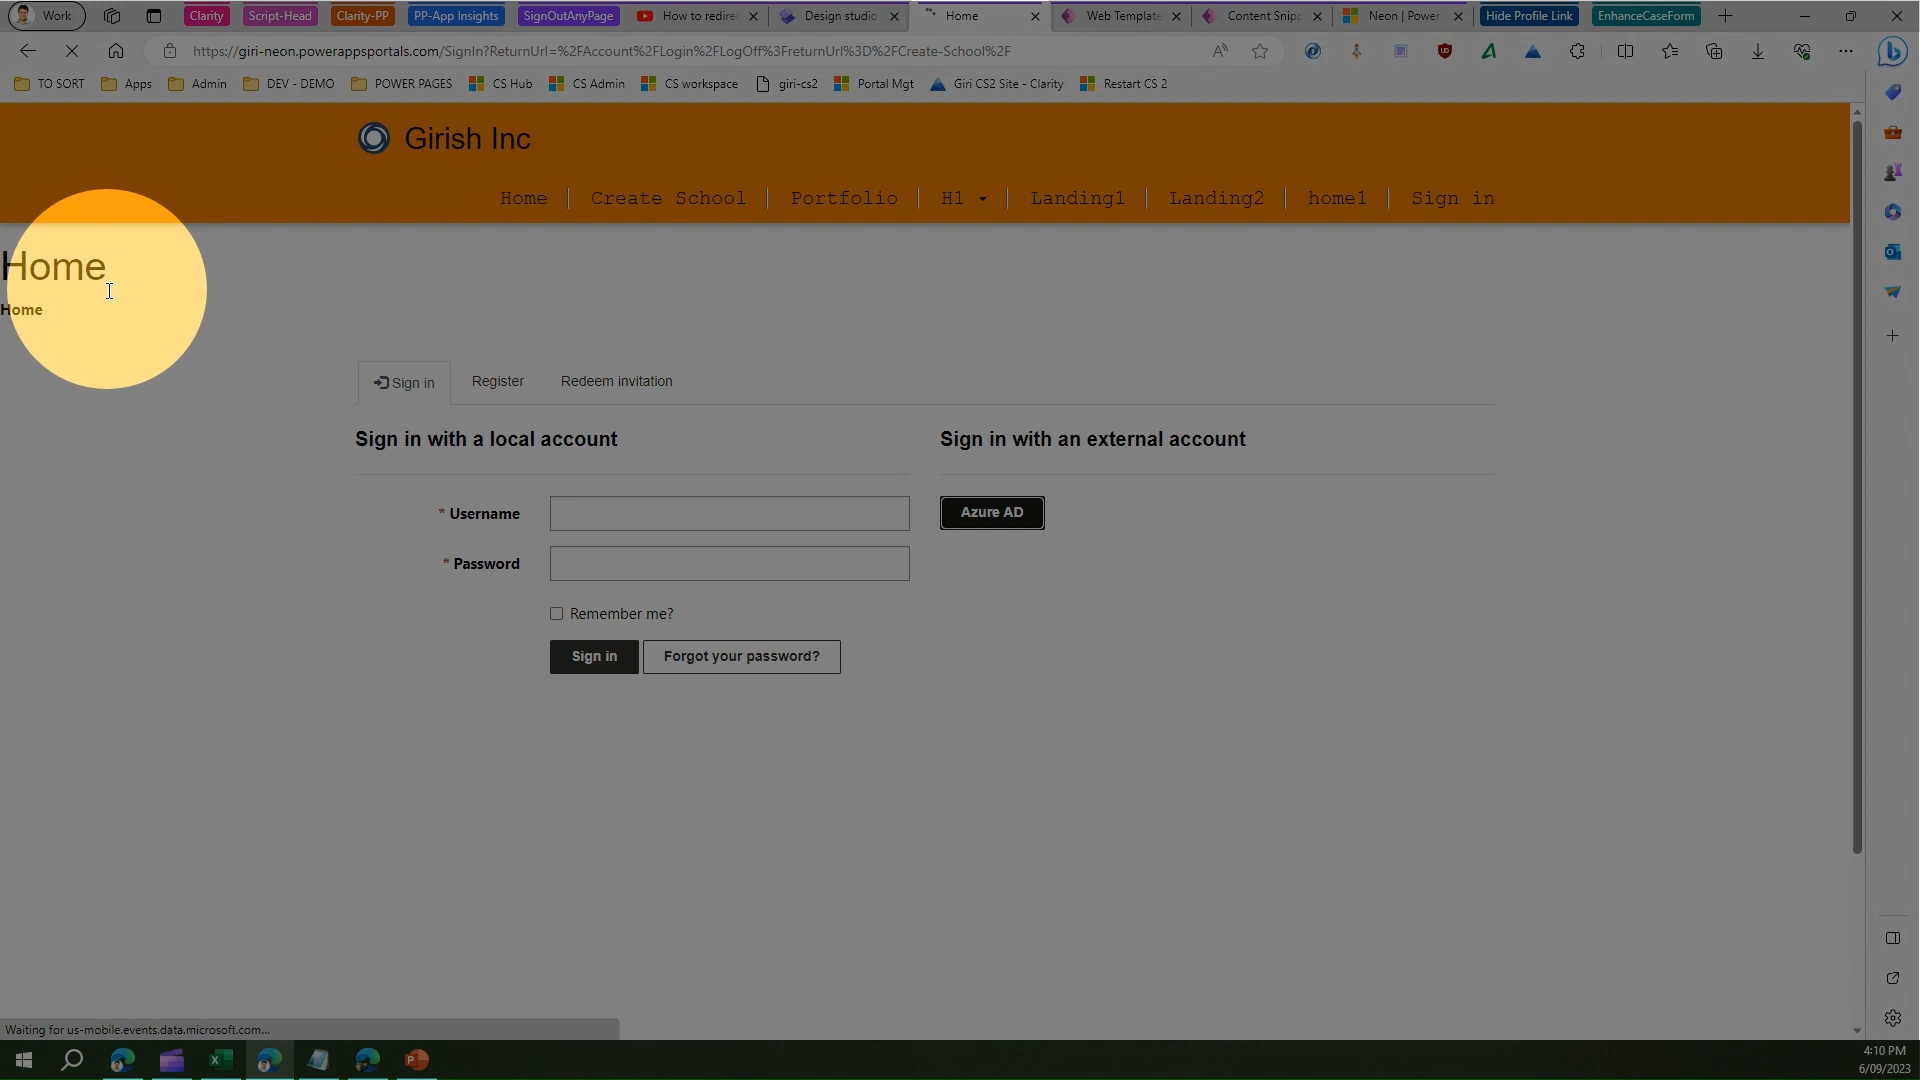 Work
Clarity
Script-Head
Clarity-PP
PP-App Insights
SignOutAnyPage
How to redirec
Design studio
Home
Web Template
Content Snipp
Neon | Power
Hide Profile Link
EnhanceCaseForm
https://giri-neon.powerappsportals.com/SignIn?ReturnUrl=%2FAccount%2FLogin%2FLogOff%3FreturnUrl%3D%2FCreate-School%2F
TO SORT
Apps
Admin
DEV - DEMO
POWER PAGES
CS Hub
CS Admin
CS workspace
giri-cs2
Portal Mgt
Giri CS2 Site - Clarity
Restart CS 2
Girish Inc
Home
Create School
Portfolio
H1
Landing1
Landing2
home1
Sign in
Home
Home
Sign in
Register
Redeem invitation
Sign in with a local account
Sign in with an external account
* Username
Azure AD
* Password
Remember me?
Sign in
Forgot your password?
Waiting for us-mobile.events.data.microsoft.com...
4:10 PM
6/09/2023